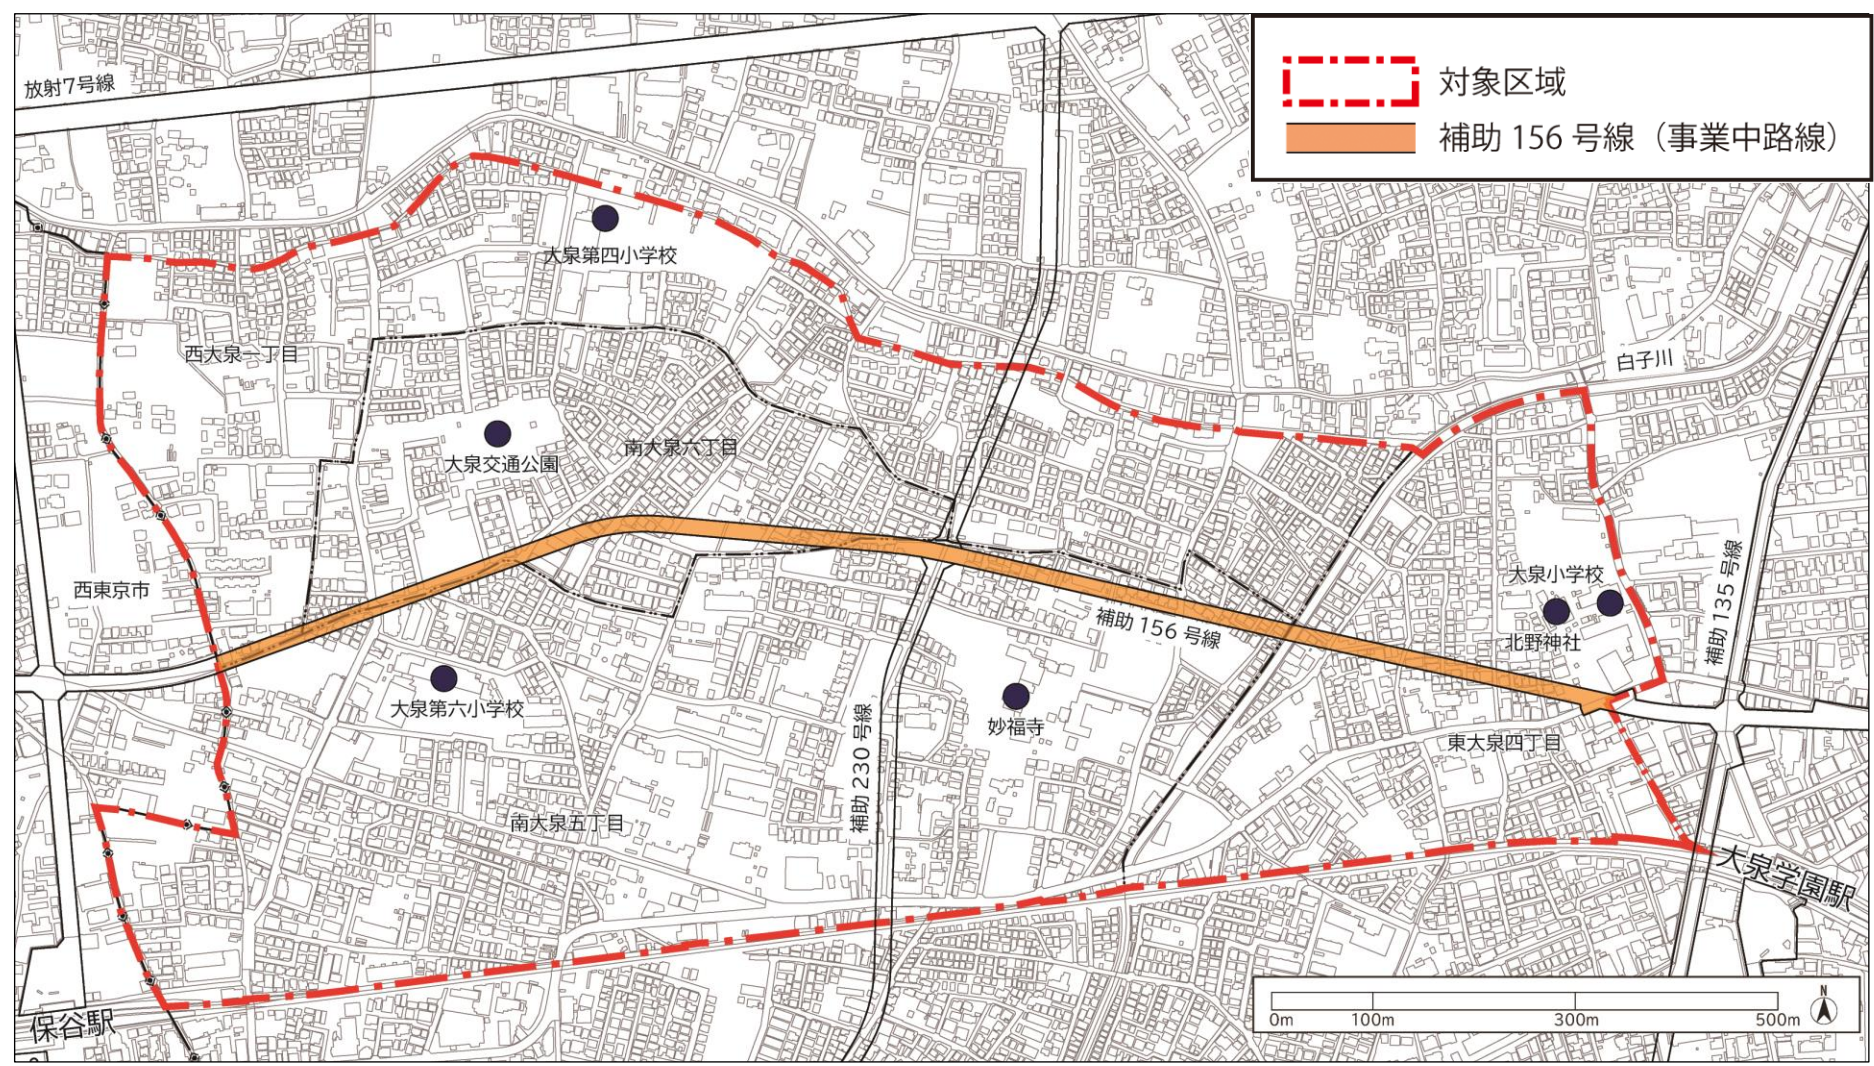 放射7号線
対象区域
補助 156 号線（事業中路線）
大泉第四小学校
西大泉一丁目
白子川
南大泉六丁目
大泉交通公園
西東京市
大泉小学校
補助 135 号線
北野神社
補助 156 号線
大泉第六小学校
妙福寺
補助 230 号線
東大泉四丁目
南大泉五丁目
大泉学園駅
保谷駅
N
0m 100m 300m 500m